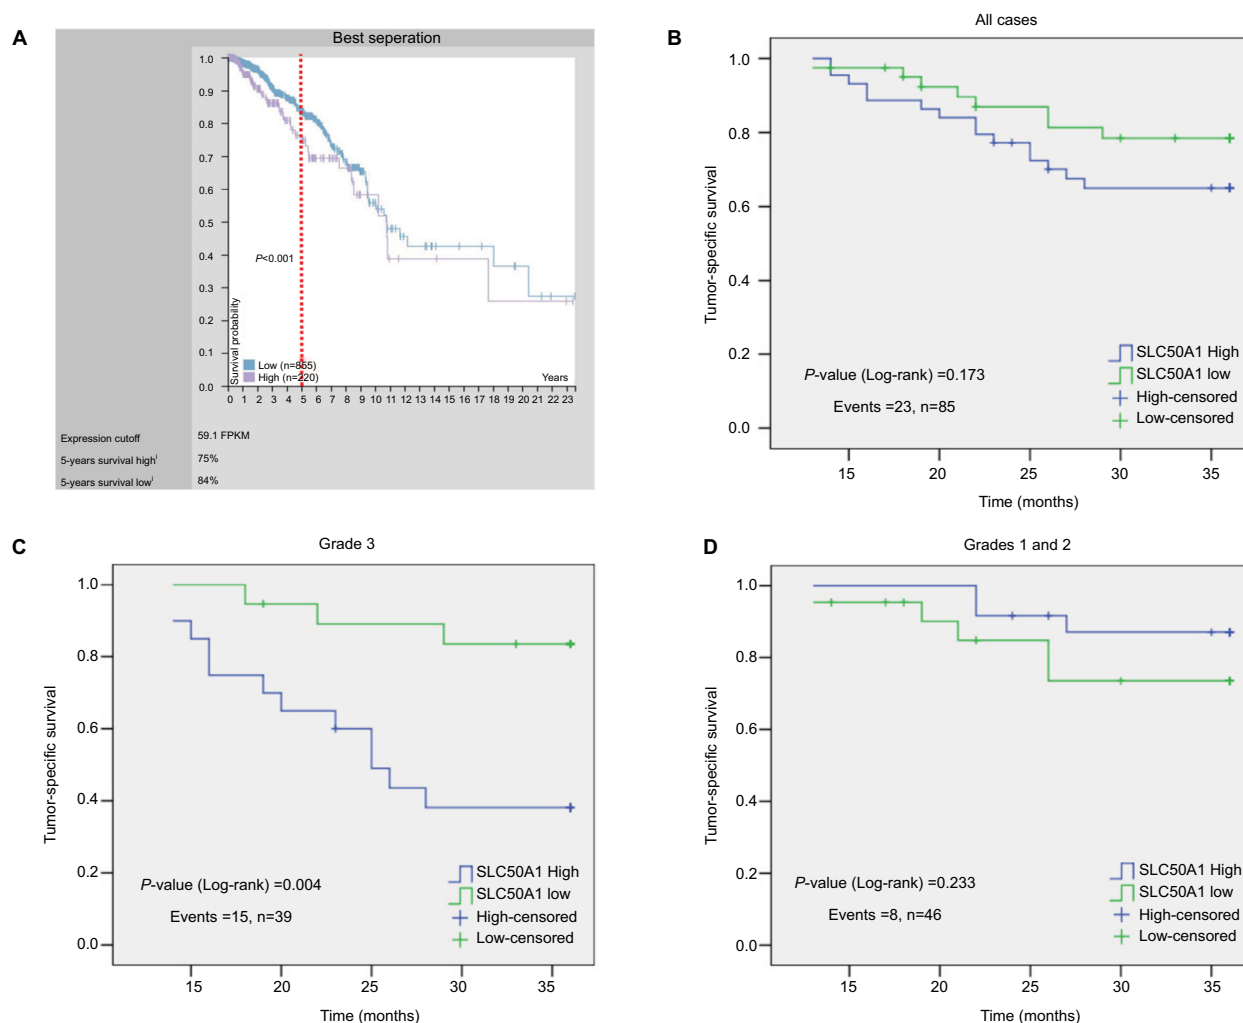 A
Best seperation
1.0
0.9
0.8
0.7
0.6
0.5
0.4
0.3
0.2
0.1
0.0
Survival probability
P<0.001
Low (n=855)
High (n=220)
Years
0 1 2 3 4 5 6 7 8 9 10 11 12 13 14 15 16 17 18 19 20 21 22 23
Expression cutoff 59.1 FPKM
5-years survival highⁱ 75%
5-years survival lowⁱ 84%
B
All cases
Tumor-specific survival
1.0
0.8
0.6
0.4
0.2
0.0
P-value (Log-rank) =0.173
Events =23, n=85
SLC50A1 High
SLC50A1 low
High-censored
Low-censored
15 20 25 30 35
Time (months)
C
Grade 3
Tumor-specific survival
1.0
0.8
0.6
0.4
0.2
0.0
P-value (Log-rank) =0.004
Events =15, n=39
SLC50A1 High
SLC50A1 low
High-censored
Low-censored
15 20 25 30 35
Time (months)
D
Grades 1 and 2
Tumor-specific survival
1.0
0.8
0.6
0.4
0.2
0.0
P-value (Log-rank) =0.233
Events =8, n=46
SLC50A1 High
SLC50A1 low
High-censored
Low-censored
15 20 25 30 35
Time (months)